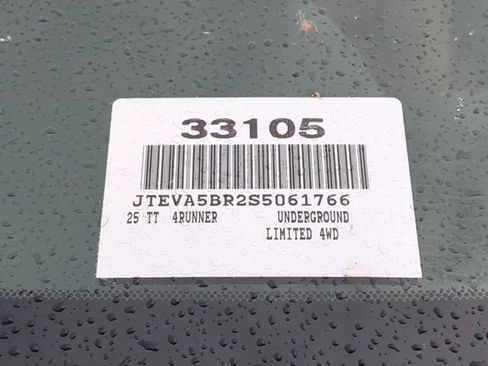 33105
JTEVA5BR2S5061766
25 TT 4RUNNER UNDERGROUND
LIMITED 4WD